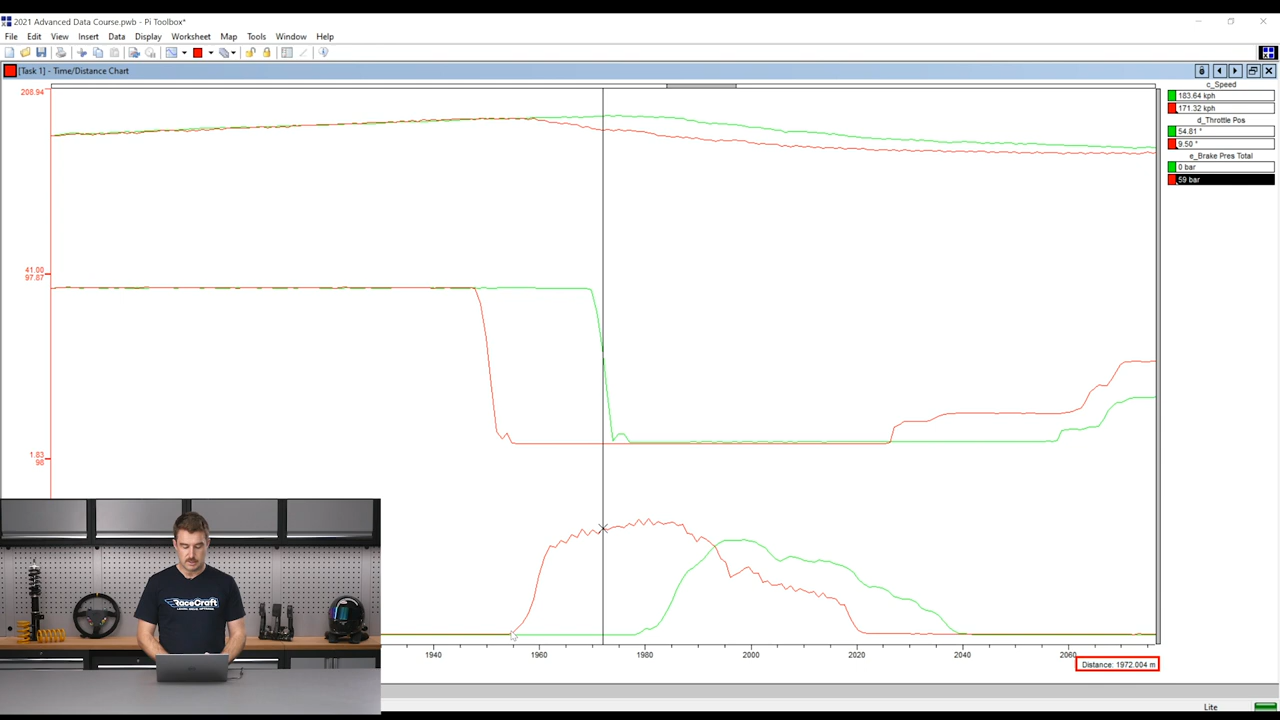 2021 Advanced Data Course.pwb - Pi Toolbox*
File Edit View Insert Data Display Worksheet Map Tools Window Help
[Task 1] - Time/Distance Chart
208.94
c_Speed
183.64 kph
171.32 kph
d_Throttle Pos
54.81 °
9.50 °
e_Brake Pres Total
0 bar
59 bar
41.00
97.87
1.83
98
RaceCraft
1940 1960 1980 2000 2020 2040 2060
Distance: 1972.004 m
Lite